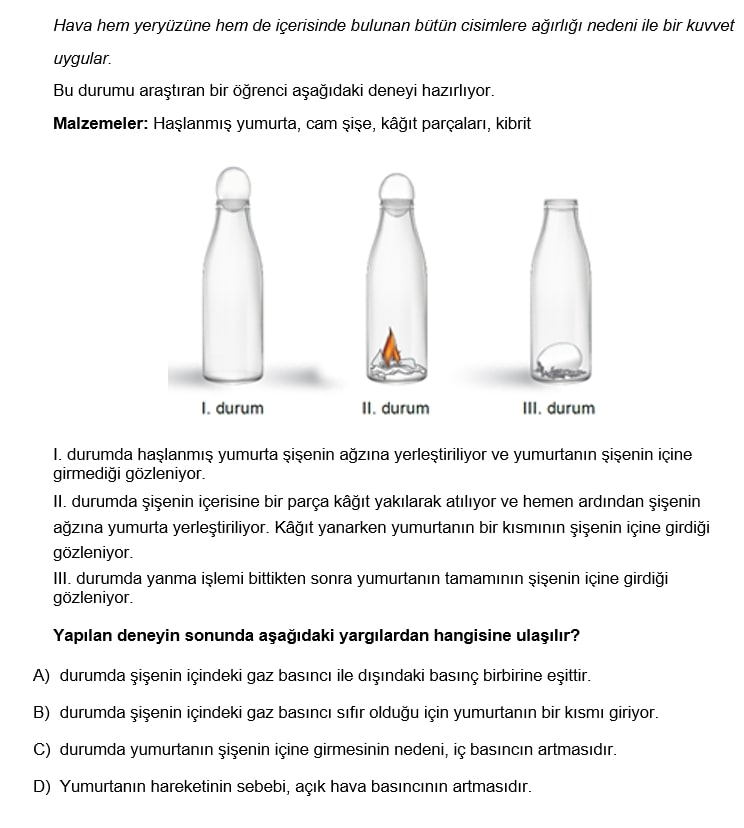 Hava hem yeryüzüne hem de içerisinde bulunan bütün cisimlere ağırlığı nedeni ile bir kuvvet
uygular.
Bu durumu araştıran bir öğrenci aşağıdaki deneyi hazırlıyor.
Malzemeler: Haşlanmış yumurta, cam şişe, kâğıt parçaları, kibrit
I. durum
II. durum
III. durum
I. durumda haşlanmış yumurta şişenin ağzına yerleştiriliyor ve yumurtanın şişenin içine
girmediği gözleniyor.
II. durumda şişenin içerisine bir parça kâğıt yakılarak atılıyor ve hemen ardından şişenin
ağzına yumurta yerleştiriliyor. Kâğıt yanarken yumurtanın bir kısmının şişenin içine girdiği
gözleniyor.
III. durumda yanma işlemi bittikten sonra yumurtanın tamamının şişenin içine girdiği
gözleniyor.
Yapılan deneyin sonunda aşağıdaki yargılardan hangisine ulaşılır?
A) durumda şişenin içindeki gaz basıncı ile dışındaki basınç birbirine eşittir.
B) durumda şişenin içindeki gaz basıncı sıfır olduğu için yumurtanın bir kısmı giriyor.
C) durumda yumurtanın şişenin içine girmesinin nedeni, iç basıncın artmasıdır.
D) Yumurtanın hareketinin sebebi, açık hava basıncının artmasıdır.